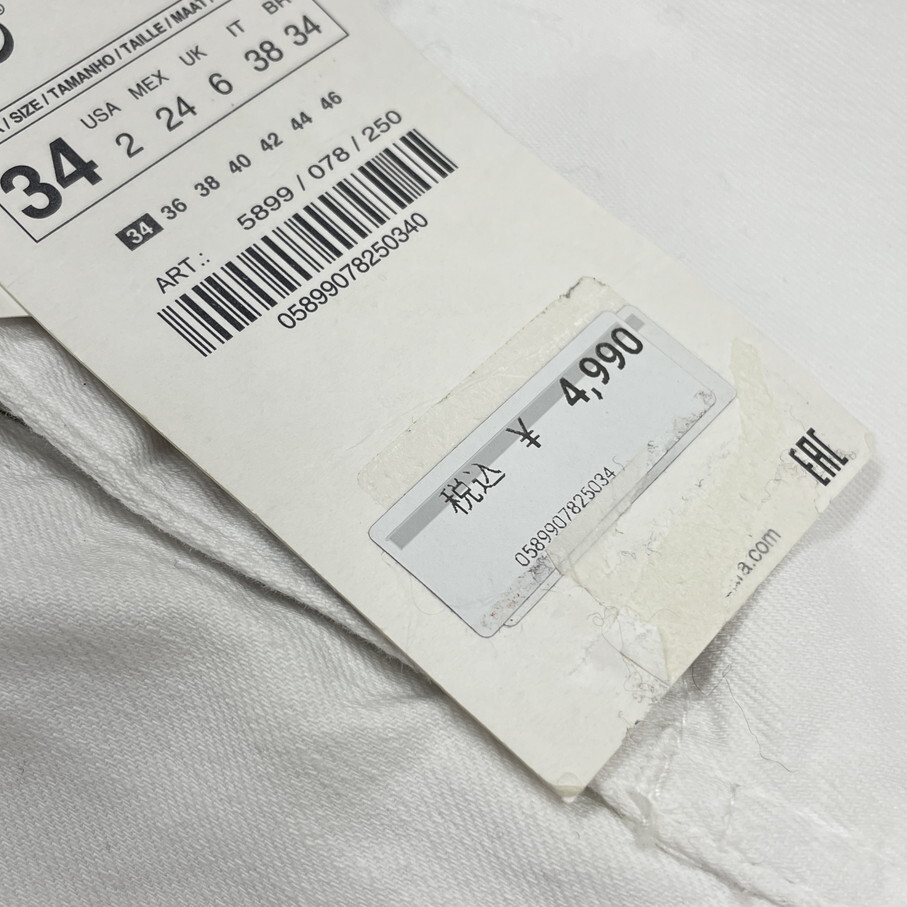 / SIZE / TAMANHO / TAILLE / MAAT /
34
USA MEX UK IT BR
2 24 6 38 34
34 36 38 40 42 44 46
ART.: 5899 / 078 / 250
05899078250340
税込 ¥ 4,990
0589907825034
EAC
a.com